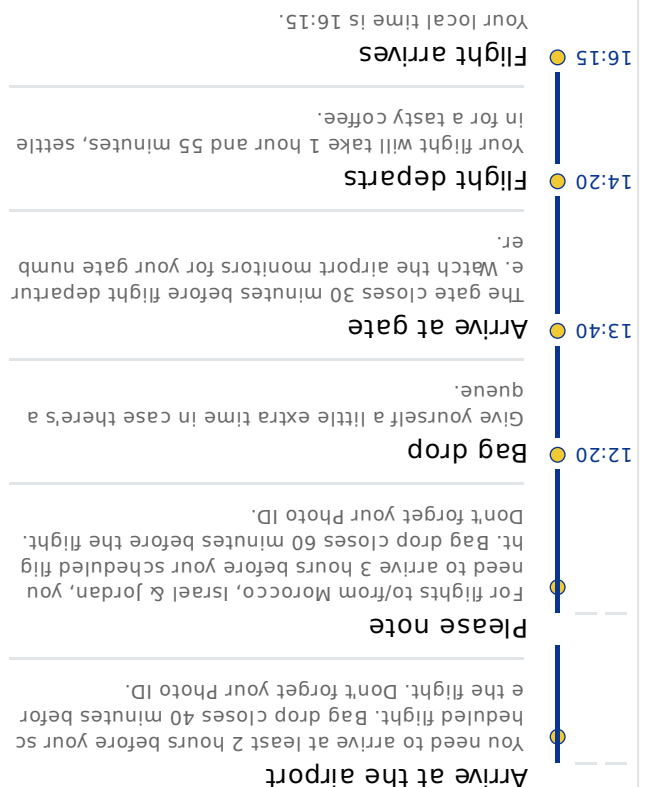 Arrive at the airport
You need to arrive at least 2 hours before your sc
heduled flight. Bag drop closes 40 minutes befor
e the flight. Don't forget your Photo ID.
Please note
For flights to/from Morocco, Israel & Jordan, you
need to arrive 3 hours before your scheduled flig
ht. Bag drop closes 60 minutes before the flight.
Don't forget your Photo ID.
12:20 Bag drop
Give yourself a little extra time in case there's a
queue.
13:40 Arrive at gate
The gate closes 30 minutes before flight departur
e. Watch the airport monitors for your gate numb
er.
14:20 Flight departs
Your flight will take 1 hour and 55 minutes, settle
in for a tasty coffee.
16:15 Flight arrives
Your local time is 16:15.